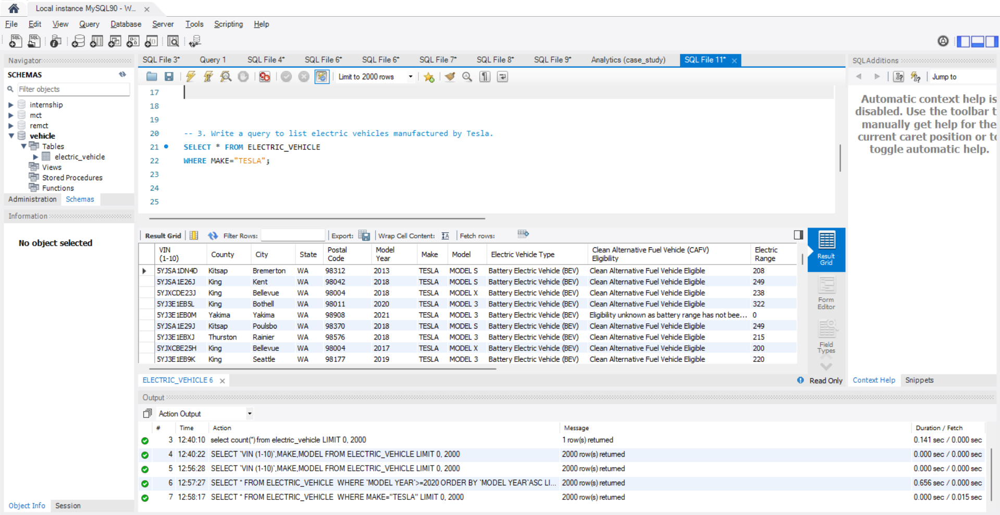 Local instance MySQL90 - W...
File Edit View Query Database Server Tools Scripting Help
Navigator
SCHEMAS
Filter objects
internship
mct
remct
vehicle
Tables
electric_vehicle
Views
Stored Procedures
Functions
Administration Schemas
Information
No object selected
Object Info Session
SQL File 3* Query 1 SQL File 4* SQL File 6* SQL File 6* SQL File 7* SQL File 8* SQL File 9* Analytics (case_study) SQL File 11*
Limit to 2000 rows
17
18
19
20 -- 3. Write a query to list electric vehicles manufactured by Tesla.
21 SELECT * FROM ELECTRIC_VEHICLE
22 WHERE MAKE="TESLA";
23
24
25
Result Grid Filter Rows: Export: Wrap Cell Content: Fetch rows:
VIN (1-10) County City State Postal Code Model Year Make Model Electric Vehicle Type Clean Alternative Fuel Vehicle (CAFV) Eligibility Electric Range
5YJSA1DN4D Kitsap Bremerton WA 98312 2013 TESLA MODEL S Battery Electric Vehicle (BEV) Clean Alternative Fuel Vehicle Eligible 208
5YJSA1E26J King Kent WA 98042 2018 TESLA MODEL S Battery Electric Vehicle (BEV) Clean Alternative Fuel Vehicle Eligible 249
5YJXCDE23J King Bellevue WA 98004 2018 TESLA MODEL X Battery Electric Vehicle (BEV) Clean Alternative Fuel Vehicle Eligible 238
5YJ3E1EB5L King Bothell WA 98011 2020 TESLA MODEL 3 Battery Electric Vehicle (BEV) Clean Alternative Fuel Vehicle Eligible 322
5YJ3E1EB0M Yakima Yakima WA 98908 2021 TESLA MODEL 3 Battery Electric Vehicle (BEV) Eligibility unknown as battery range has not bee... 0
5YJSA1E29J Kitsap Poulsbo WA 98370 2018 TESLA MODEL S Battery Electric Vehicle (BEV) Clean Alternative Fuel Vehicle Eligible 249
5YJ3E1EBXJ Thurston Rainier WA 98576 2018 TESLA MODEL 3 Battery Electric Vehicle (BEV) Clean Alternative Fuel Vehicle Eligible 215
5YJXCBE25H King Bellevue WA 98004 2017 TESLA MODEL X Battery Electric Vehicle (BEV) Clean Alternative Fuel Vehicle Eligible 200
5YJ3E1EB9K King Seattle WA 98177 2019 TESLA MODEL 3 Battery Electric Vehicle (BEV) Clean Alternative Fuel Vehicle Eligible 220
Result Grid
Form Editor
Field Types
ELECTRIC_VEHICLE 6
Read Only
Output
Action Output
# Time Action Message Duration / Fetch
3 12:40:10 select count(*) from electric_vehicle LIMIT 0, 2000 1 row(s) returned 0.141 sec / 0.000 sec
4 12:40:22 SELECT `VIN (1-10)`,MAKE,MODEL FROM ELECTRIC_VEHICLE LIMIT 0, 2000 2000 row(s) returned 0.000 sec / 0.000 sec
5 12:56:28 SELECT `VIN (1-10)`,MAKE,MODEL FROM ELECTRIC_VEHICLE LIMIT 0, 2000 2000 row(s) returned 0.000 sec / 0.000 sec
6 12:57:27 SELECT * FROM ELECTRIC_VEHICLE WHERE `MODEL YEAR`>=2020 ORDER BY `MODEL YEAR`ASC LI... 2000 row(s) returned 0.656 sec / 0.000 sec
7 12:58:17 SELECT * FROM ELECTRIC_VEHICLE WHERE MAKE="TESLA" LIMIT 0, 2000 2000 row(s) returned 0.000 sec / 0.015 sec
SQLAdditions
Jump to
Automatic context help is
disabled. Use the toolbar t
manually get help for the
current caret position or to
toggle automatic help.
Context Help Snippets